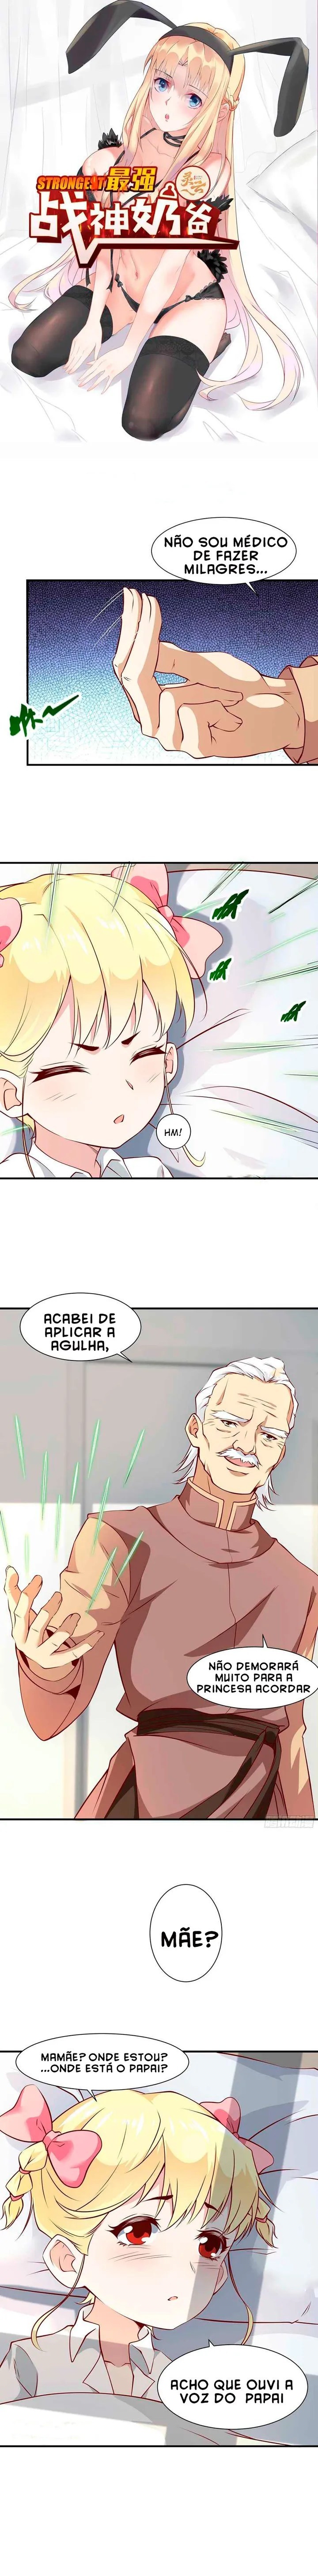 STRONGEST 最强
战神奶爸
NÃO SOU MÉDICO
DE FAZER
MILAGRES...
HM!
ACABEI DE
APLICAR A
AGULHA,
NÃO DEMORARÁ
MUITO PARA A
PRINCESA ACORDAR
MÃE?
MAMÃE? ONDE ESTOU?
...ONDE ESTÁ O PAPAI?
ACHO QUE OUVI A
VOZ DO PAPAI